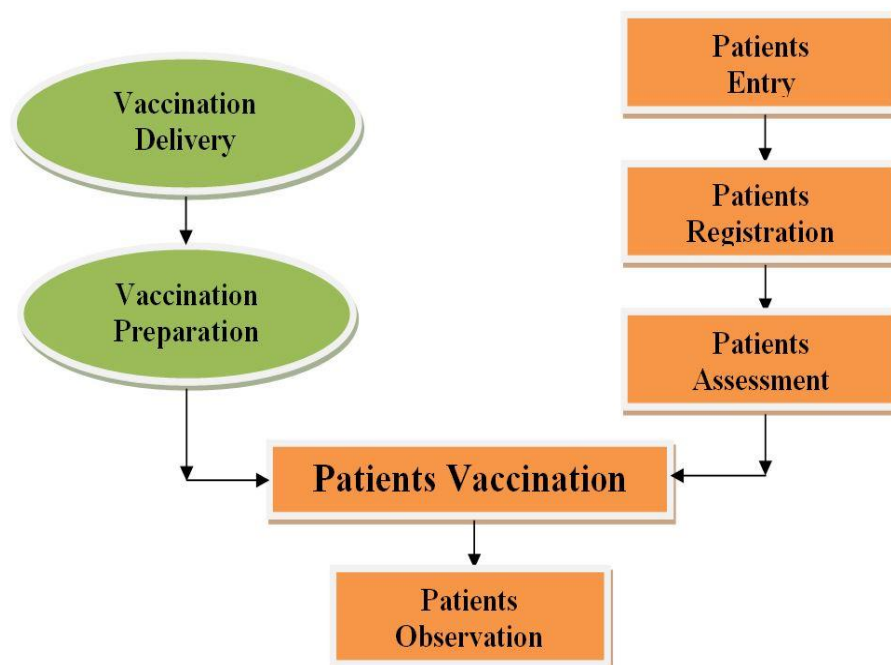 Vaccination
Delivery
Vaccination
Preparation
Patients
Entry
Patients
Registration
Patients
Assessment
Patients Vaccination
Patients
Observation